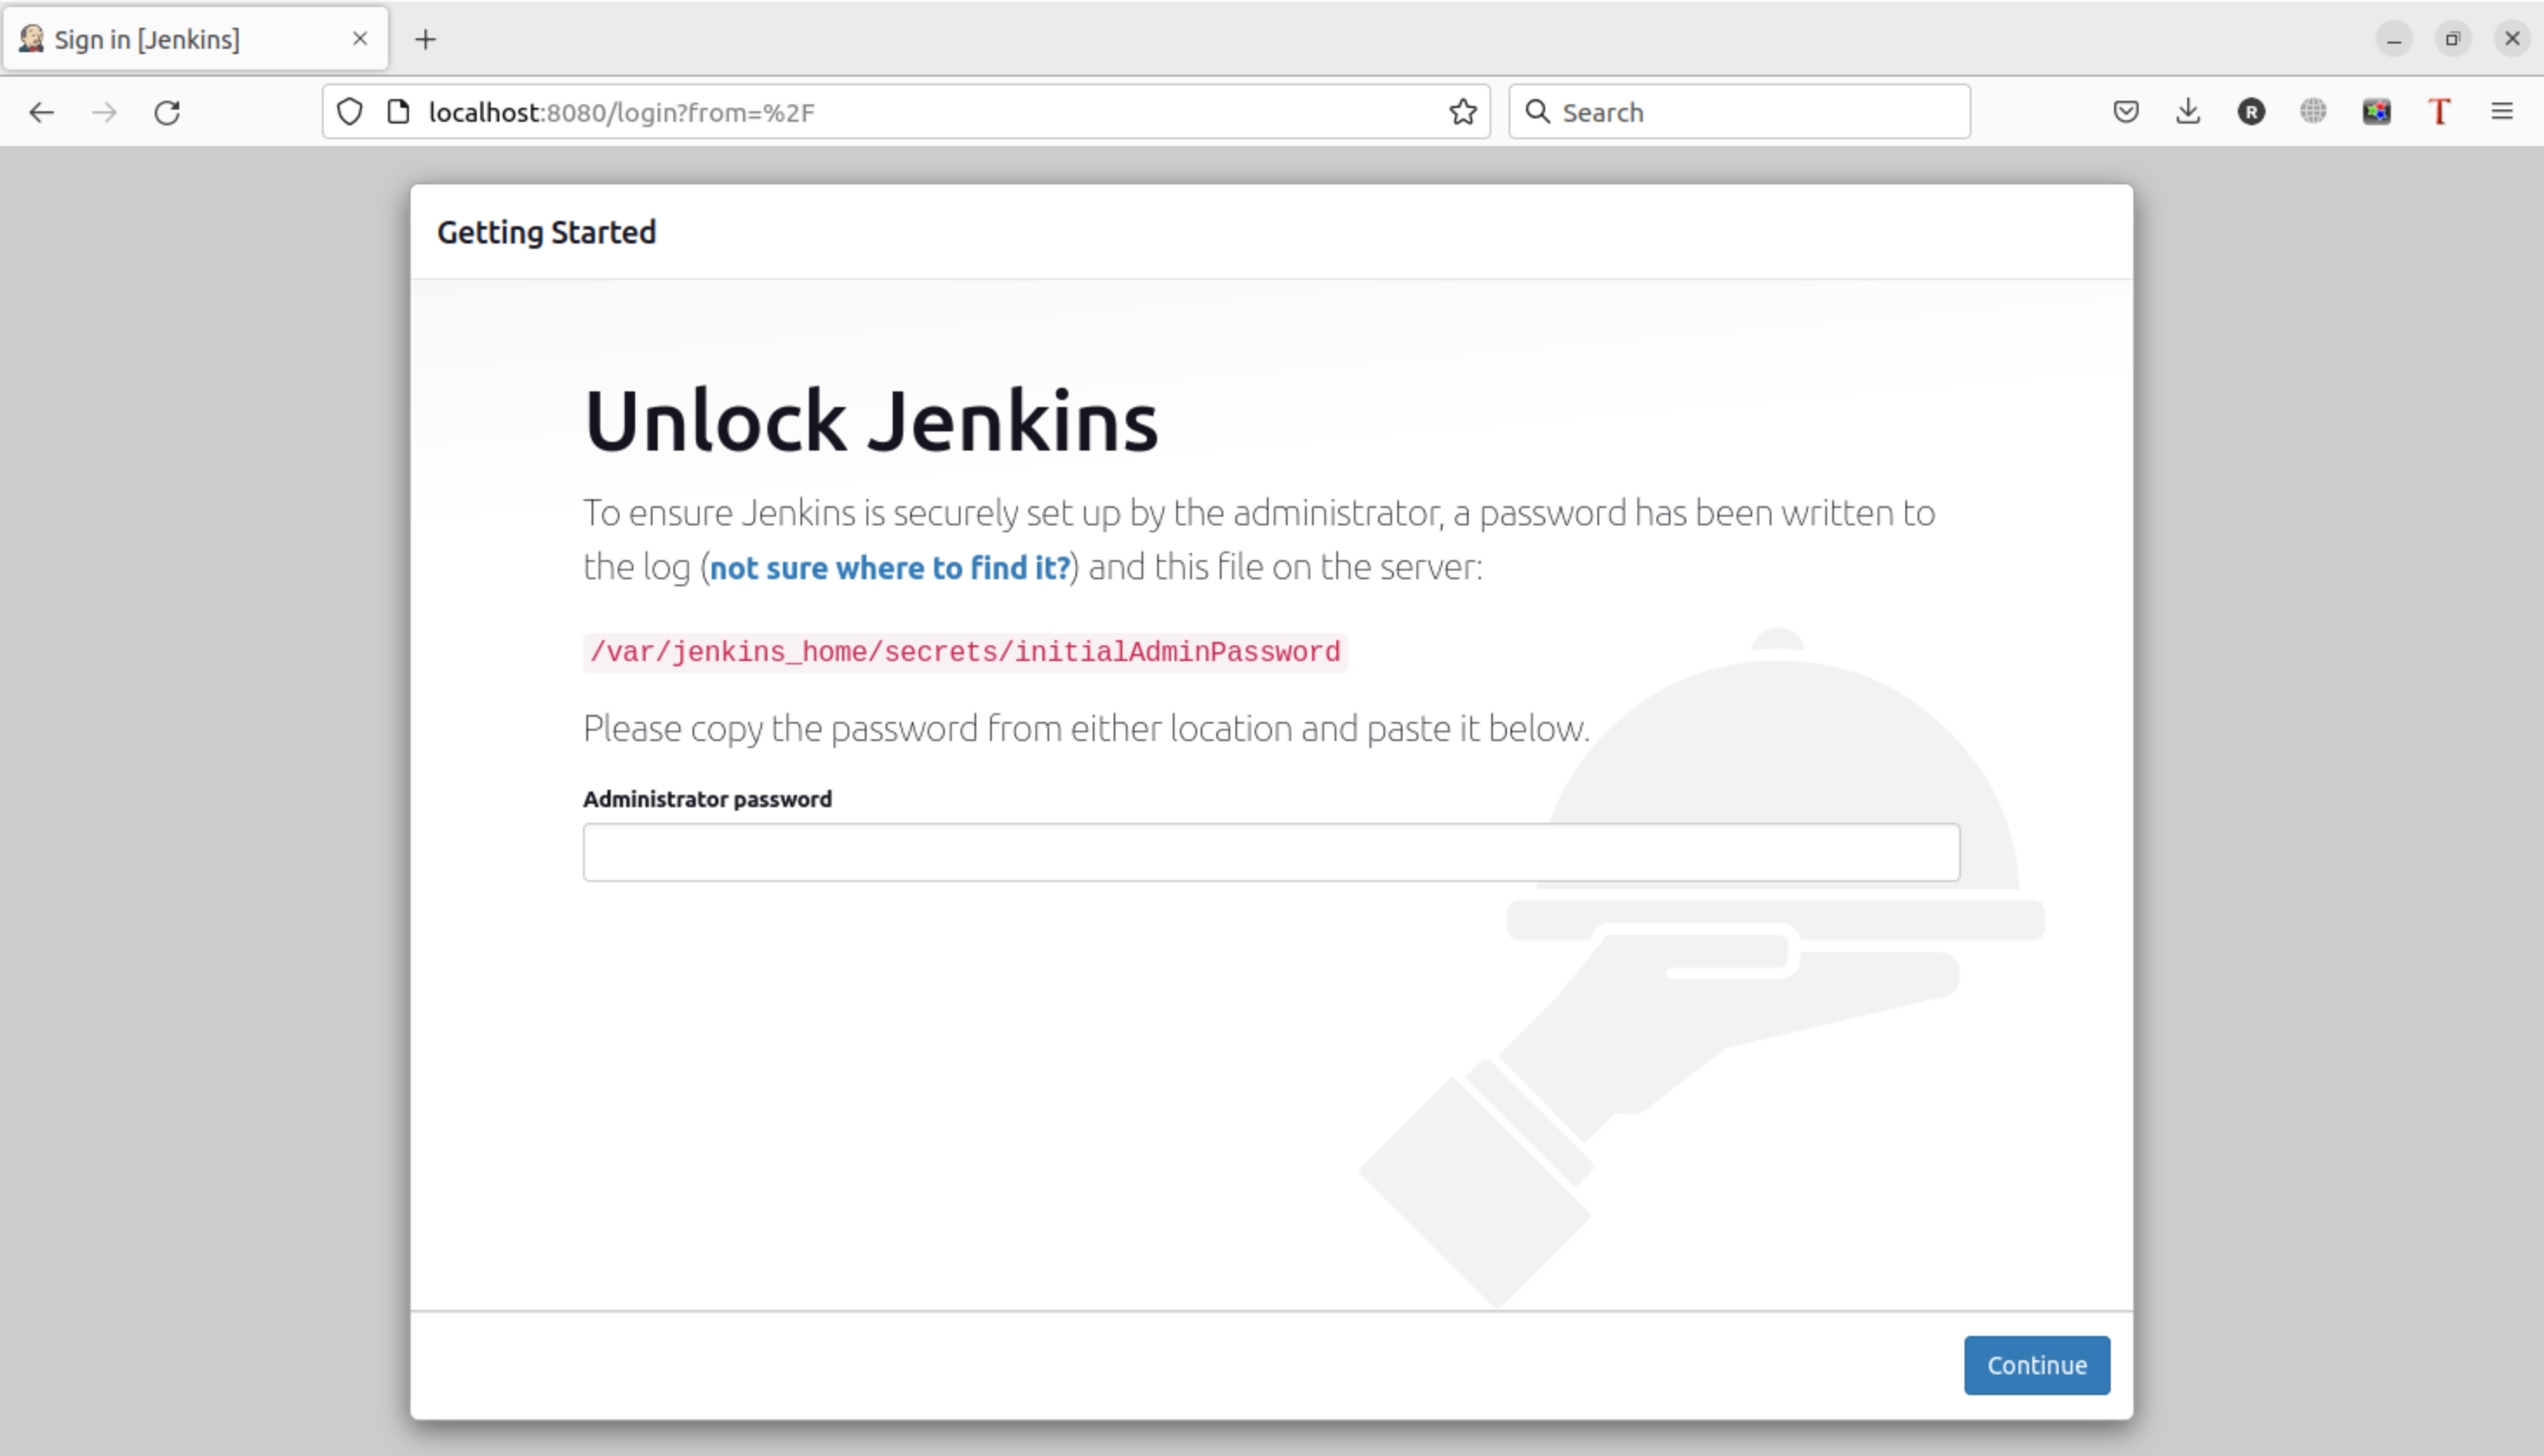 Sign in [Jenkins]
localhost:8080/login?from=%2F
Search
R
T
Getting Started
Unlock Jenkins
To ensure Jenkins is securely set up by the administrator, a password has been written to
the log (not sure where to find it?) and this file on the server:
/var/jenkins_home/secrets/initialAdminPassword
Please copy the password from either location and paste it below.
Administrator password
Continue